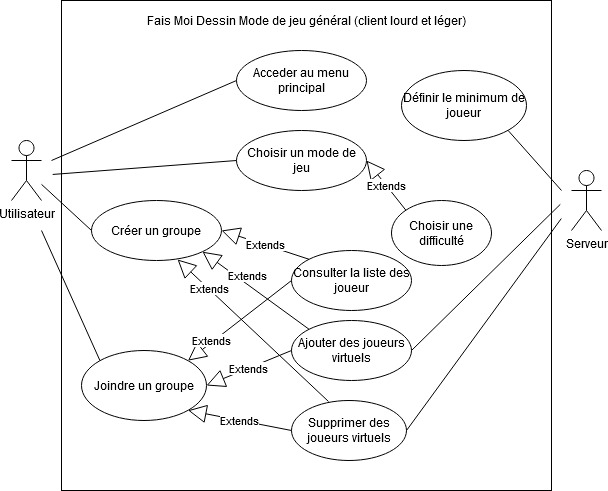 Fais Moi Dessin Mode de jeu général (client lourd et léger)
Acceder au menu
principal
Définir le minimum de
joueur
Choisir un mode de
jeu
Extends
Utilisateur
Choisir une
difficulté
Serveur
Créer un groupe
Extends
Consulter la liste des
joueur
Extends
Extends
Extends
Ajouter des joueurs
virtuels
Extends
Joindre un groupe
Extends
Supprimer des
joueurs virtuels